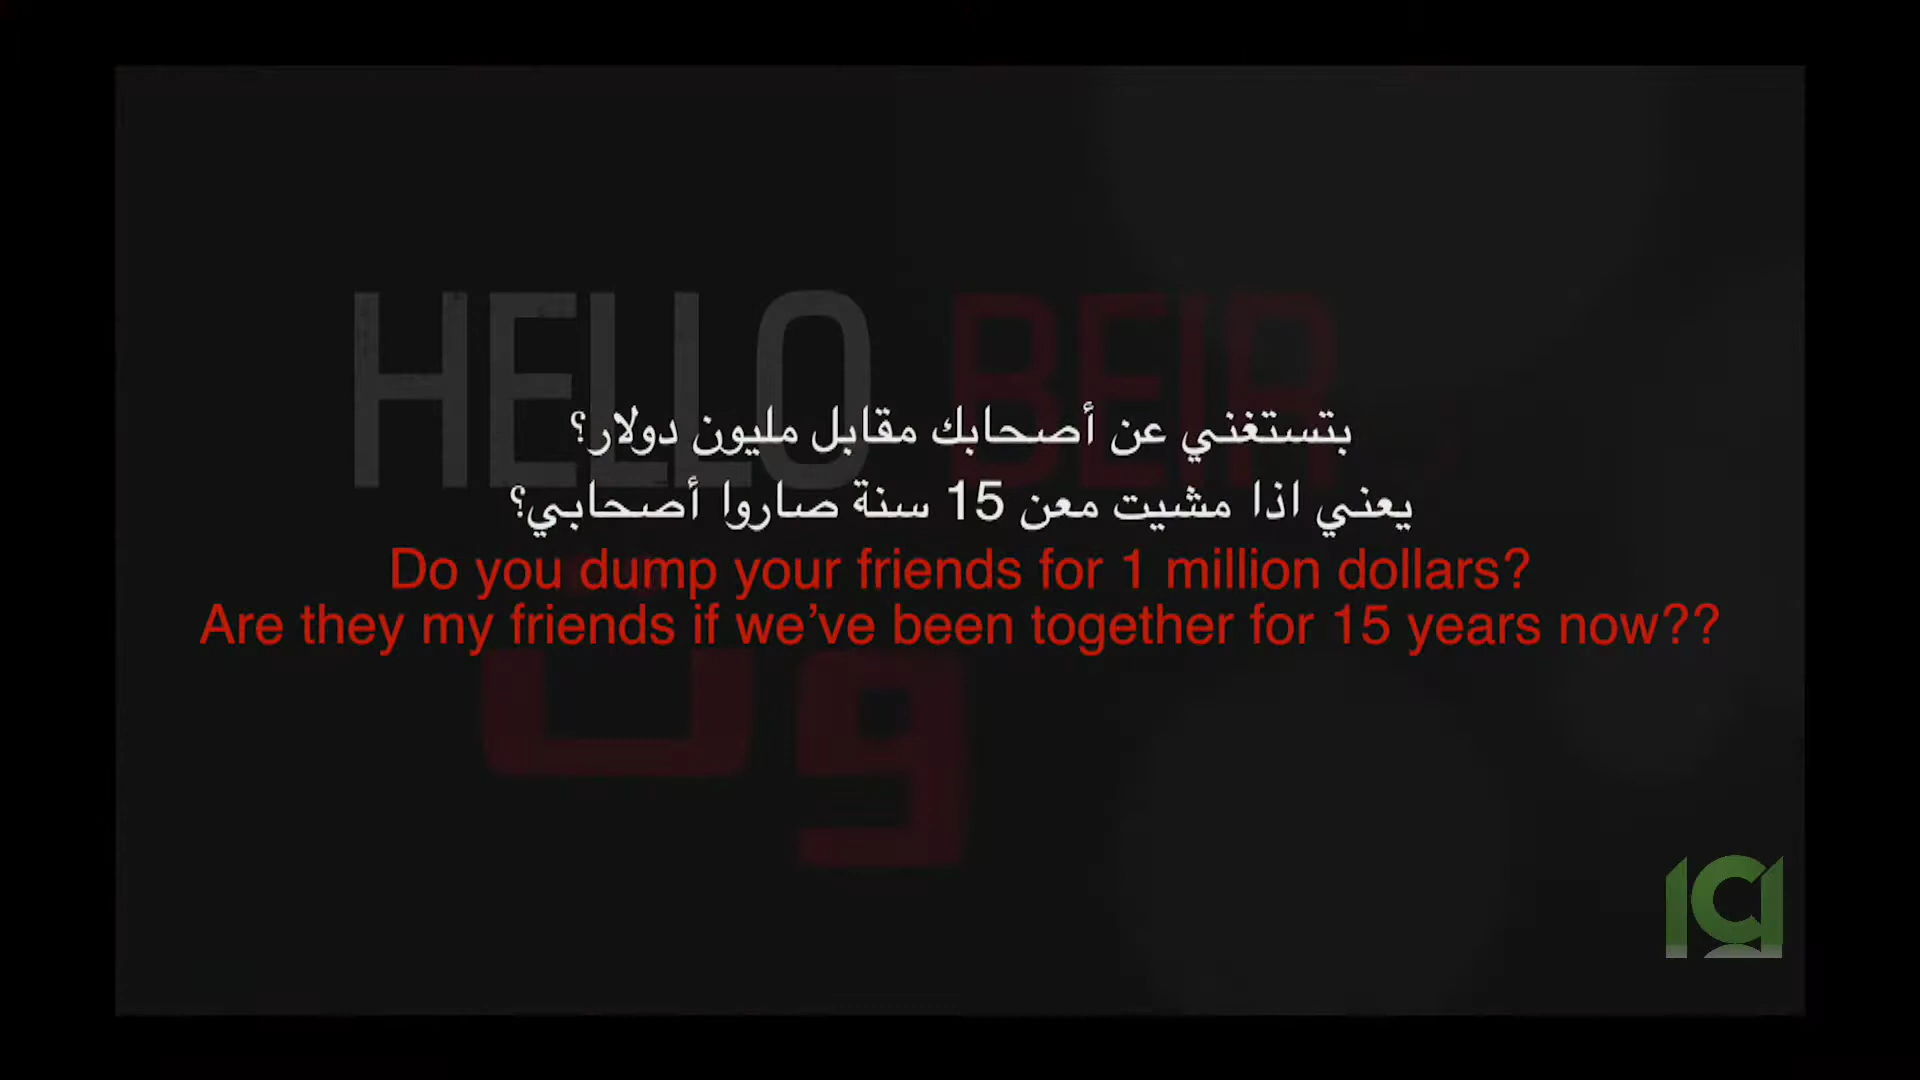 HELLO BEIR
بتستغني عن أصحابك مقابل مليون دولار؟
يعني اذا مشيت معن 15 سنة صاروا أصحابي؟
Do you dump your friends for 1 million dollars?
Are they my friends if we’ve been together for 15 years now??
وت